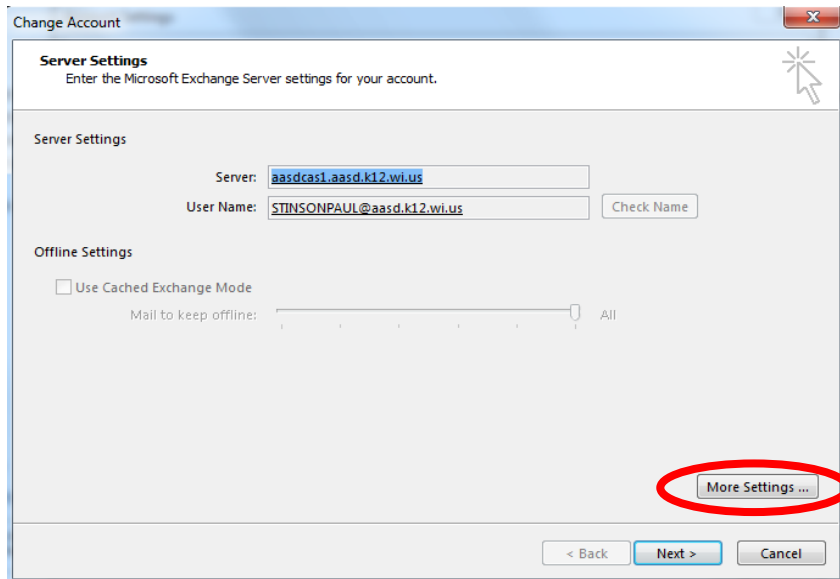 Change Account
Server Settings
Enter the Microsoft Exchange Server settings for your account.
Server Settings
Server: aasdcas1.aasd.k12.wi.us
User Name: STINSONPAUL@aasd.k12.wi.us Check Name
Offline Settings
Use Cached Exchange Mode
Mail to keep offline: All
More Settings ...
< Back Next > Cancel